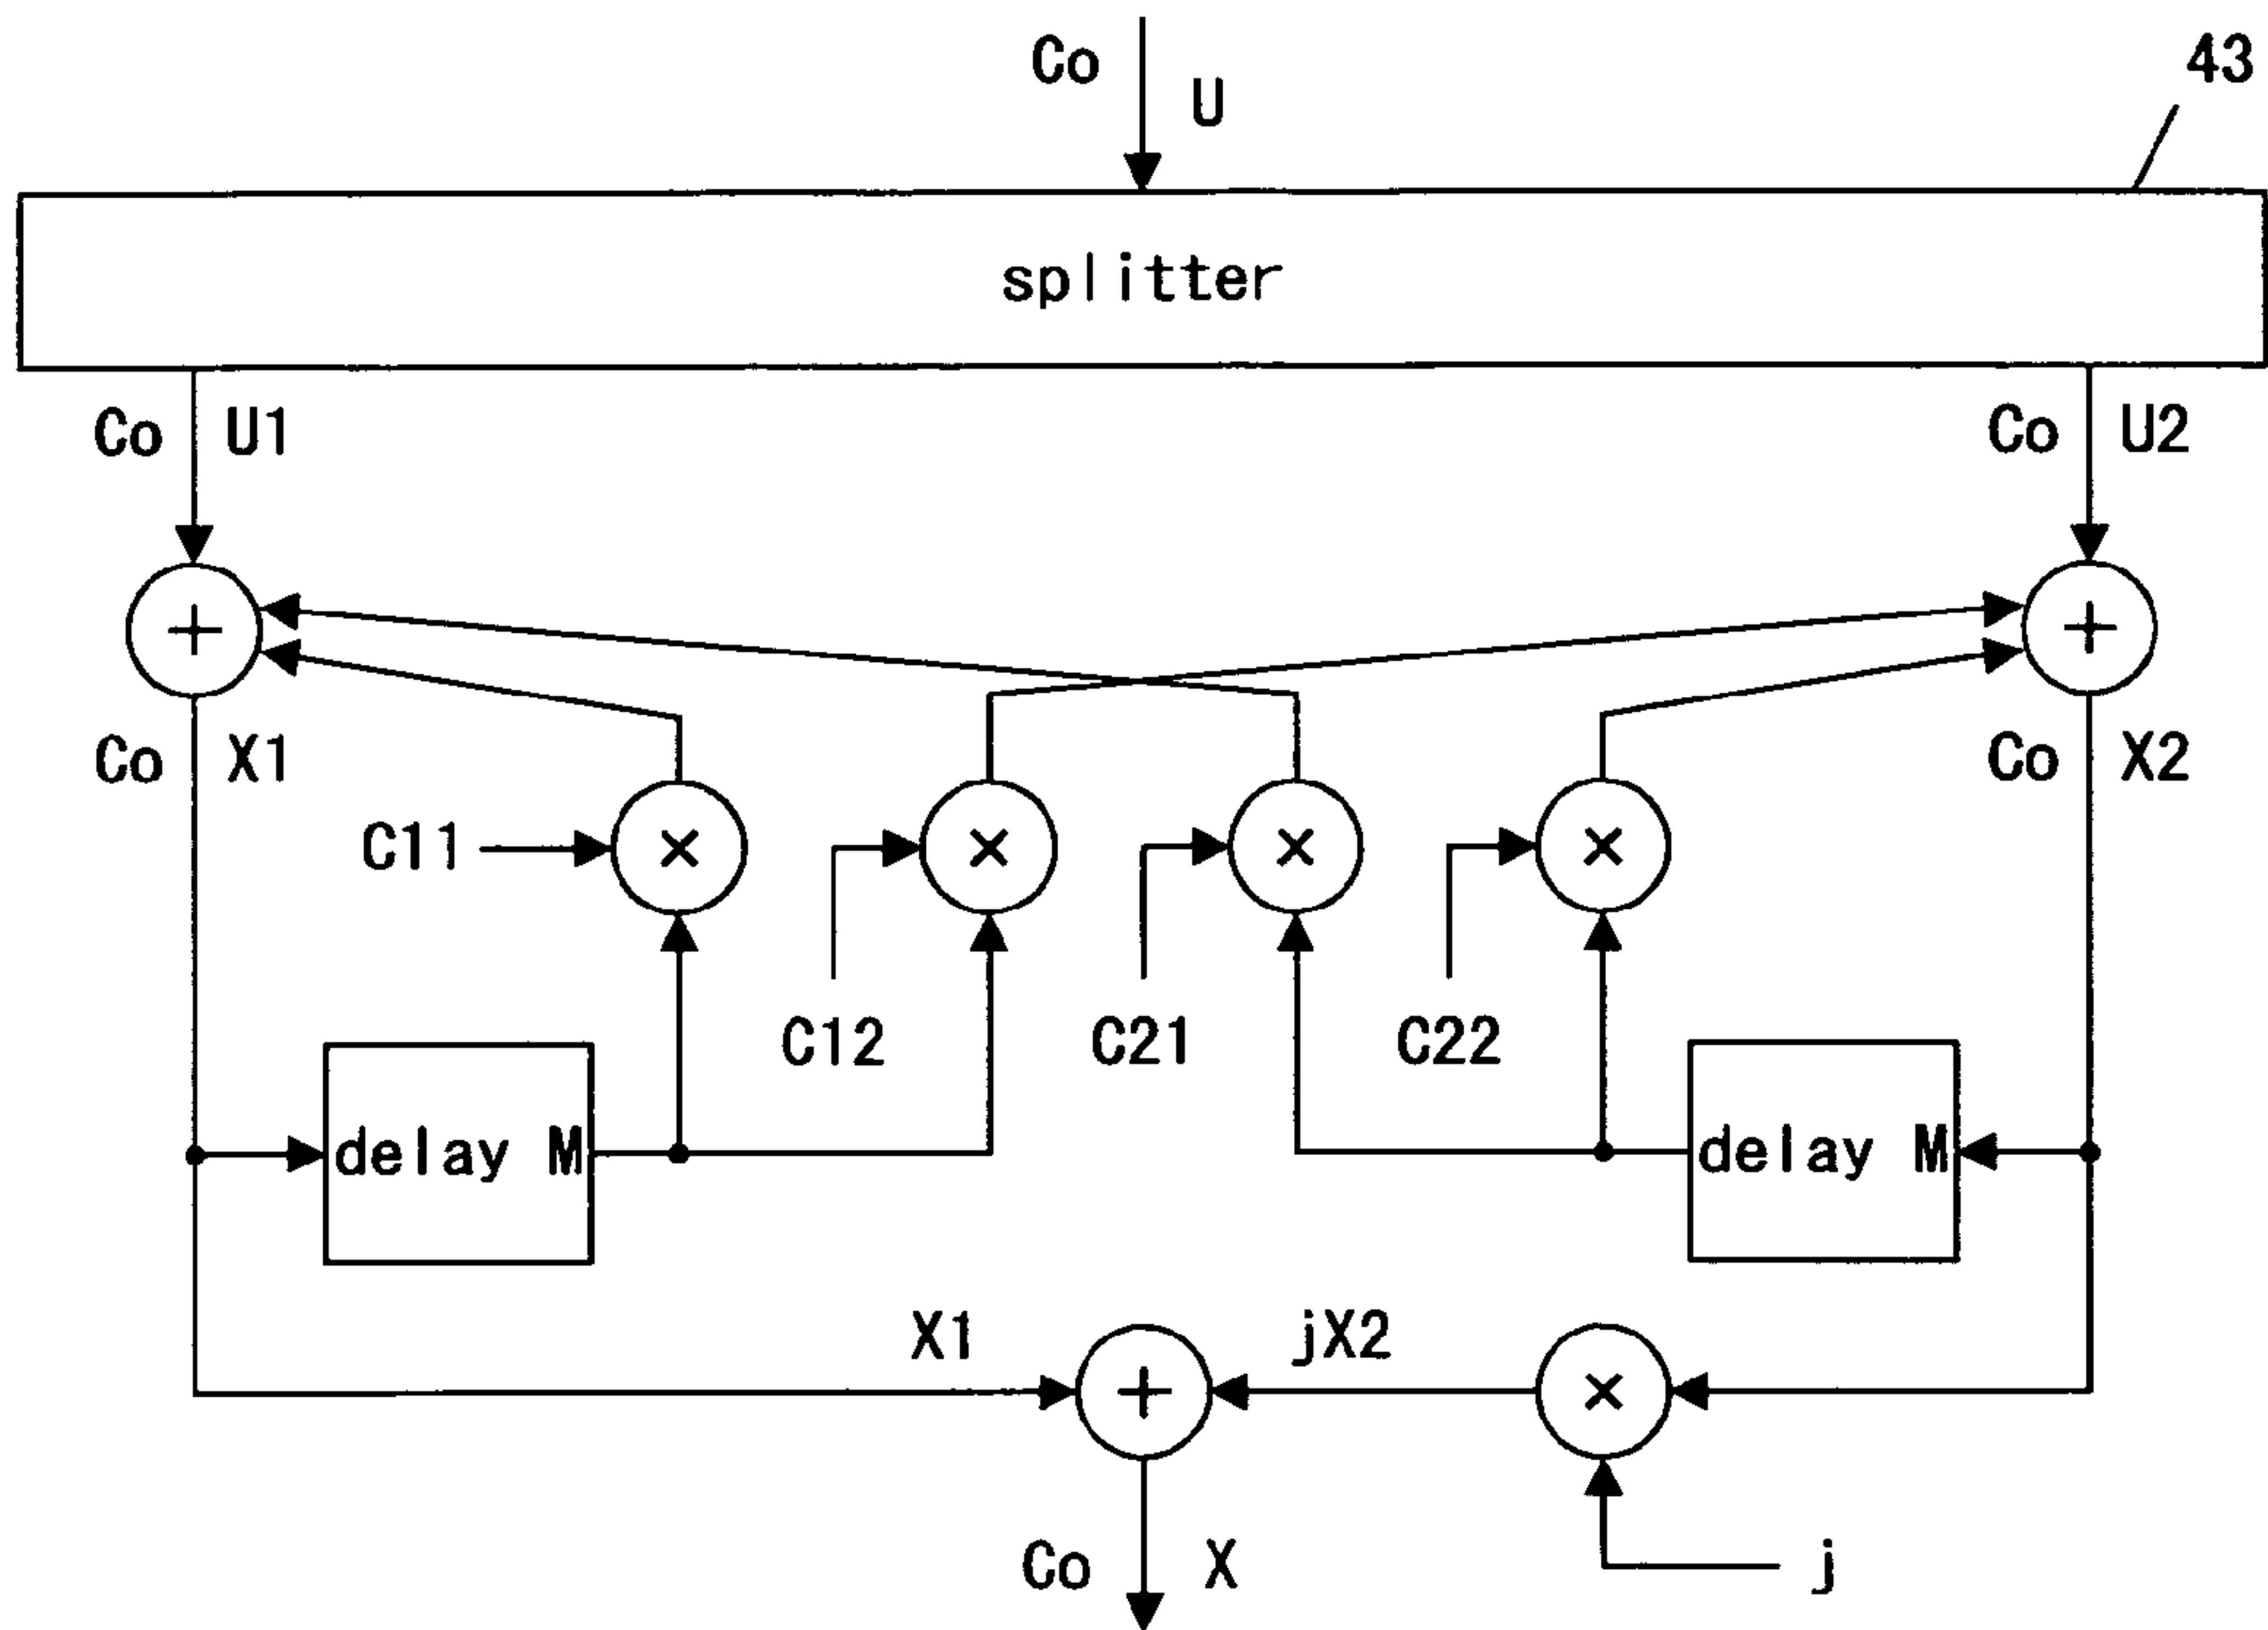 Co
U
43
splitter
Co U1
Co U2
+
+
Co X1
Co X2
C11
×
×
×
×
C12
C21
C22
delay M
delay M
X1
jX2
+
×
Co X
j